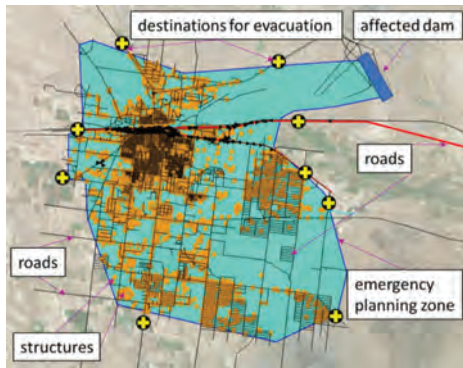 destinations for evacuation
affected dam
roads
roads
emergency
planning zone
structures